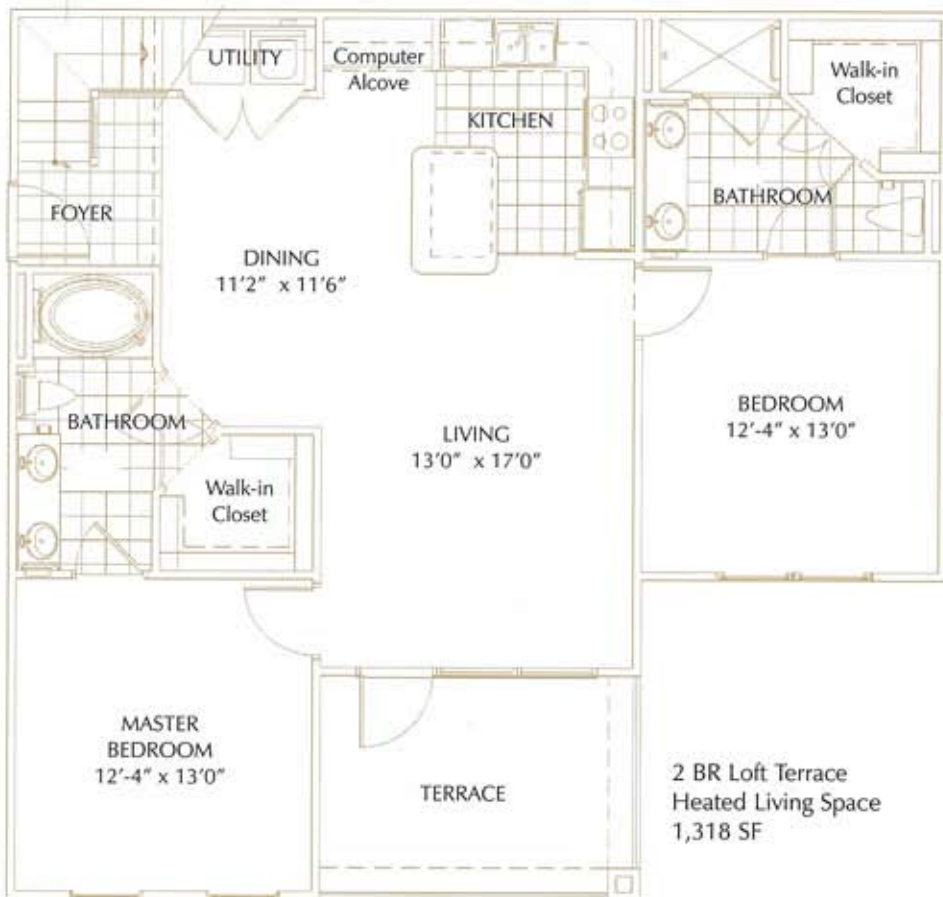 UTILITY
Computer
Alcove
KITCHEN
Walk-in
Closet
BATHROOM
FOYER
DINING
11'2" x 11'6"
BATHROOM
LIVING
13'0" x 17'0"
BEDROOM
12'-4" x 13'0"
Walk-in
Closet
MASTER
BEDROOM
12'-4" x 13'0"
TERRACE
2 BR Loft Terrace
Heated Living Space
1,318 SF